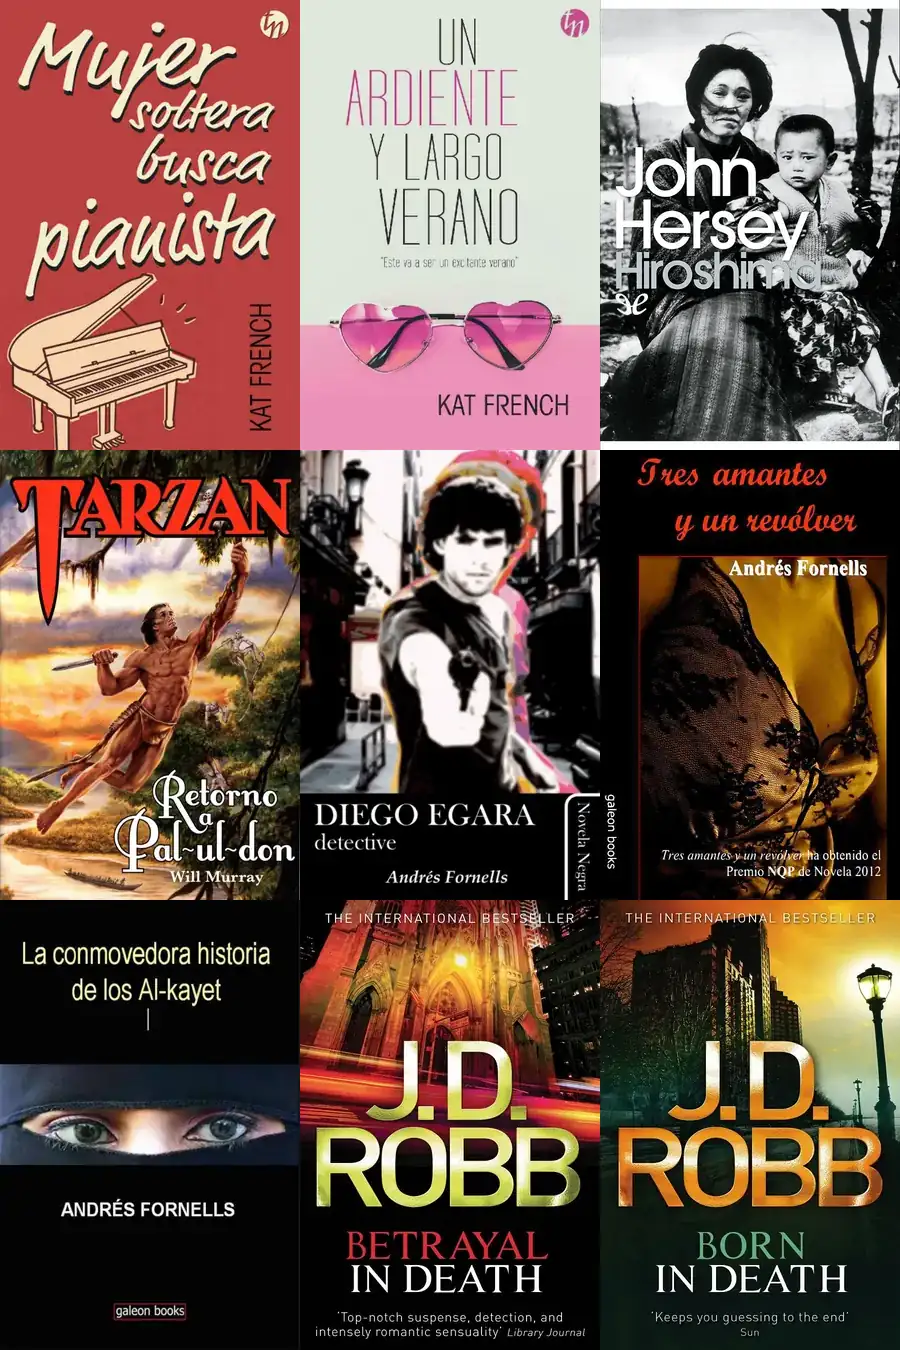 tn
Mujer
soltera
busca
pianista
KAT FRENCH
tn
UN
ARDIENTE
Y LARGO
VERANO
"Este va a ser un excitante verano"
KAT FRENCH
John
Hersey
Hiroshima
TARZAN
Retorno
a
Pal~ul~don
Will Murray
DIEGO EGARA
detective
Andrés Fornells
Novela Negra
Tres amantes
y un revólver
Andrés Fornells
galeon books
Tres amantes y un revólver ha obtenido el
Premio NQP de Novela 2012
La conmovedora historia
de los Al-kayet
ANDRÉS FORNELLS
galeon books
THE INTERNATIONAL BESTSELLER
J.D.
ROBB
BETRAYAL
IN DEATH
'Top-notch suspense, detection, and
intensely romantic sensuality' Library Journal
THE INTERNATIONAL BESTSELLER
J.D.
ROBB
BORN
IN DEATH
'Keeps you guessing to the end'
Sun